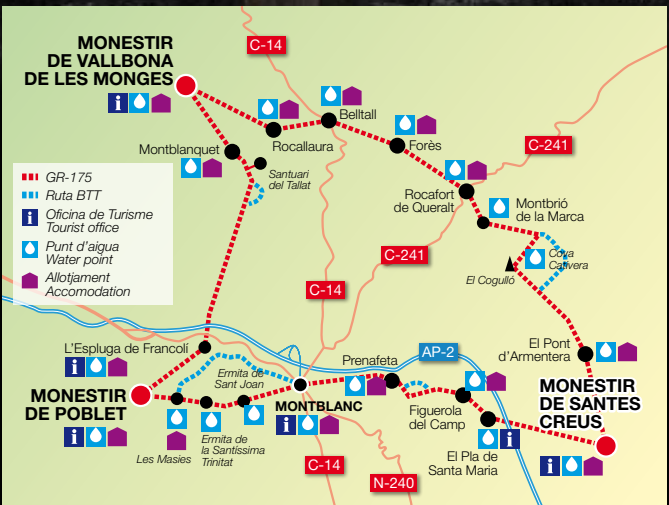 MONESTIR
DE VALLBONA
DE LES MONGES
C-14
Belltall
Rocallaura
Forès
C-241
Montblanquet
Santuari
del Tallat
GR-175
Ruta BTT
i
Oficina de Turisme
Tourist office
Punt d'aigua
Water point
Allotjament
Accomodation
Rocafort
de Queralt
Montbrió
de la Marca
C-241
Cova
Calivera
El Cogulló
C-14
L'Espluga de Francolí
AP-2
Prenafeta
El Pont
d'Armentera
Ermita de
Sant Joan
MONESTIR
DE POBLET
MONTBLANC
MONESTIR
DE SANTES
CREUS
Figuerola
del Camp
Les Masies
Ermita de
la Santíssima
Trinitat
El Pla de
Santa Maria
C-14
N-240